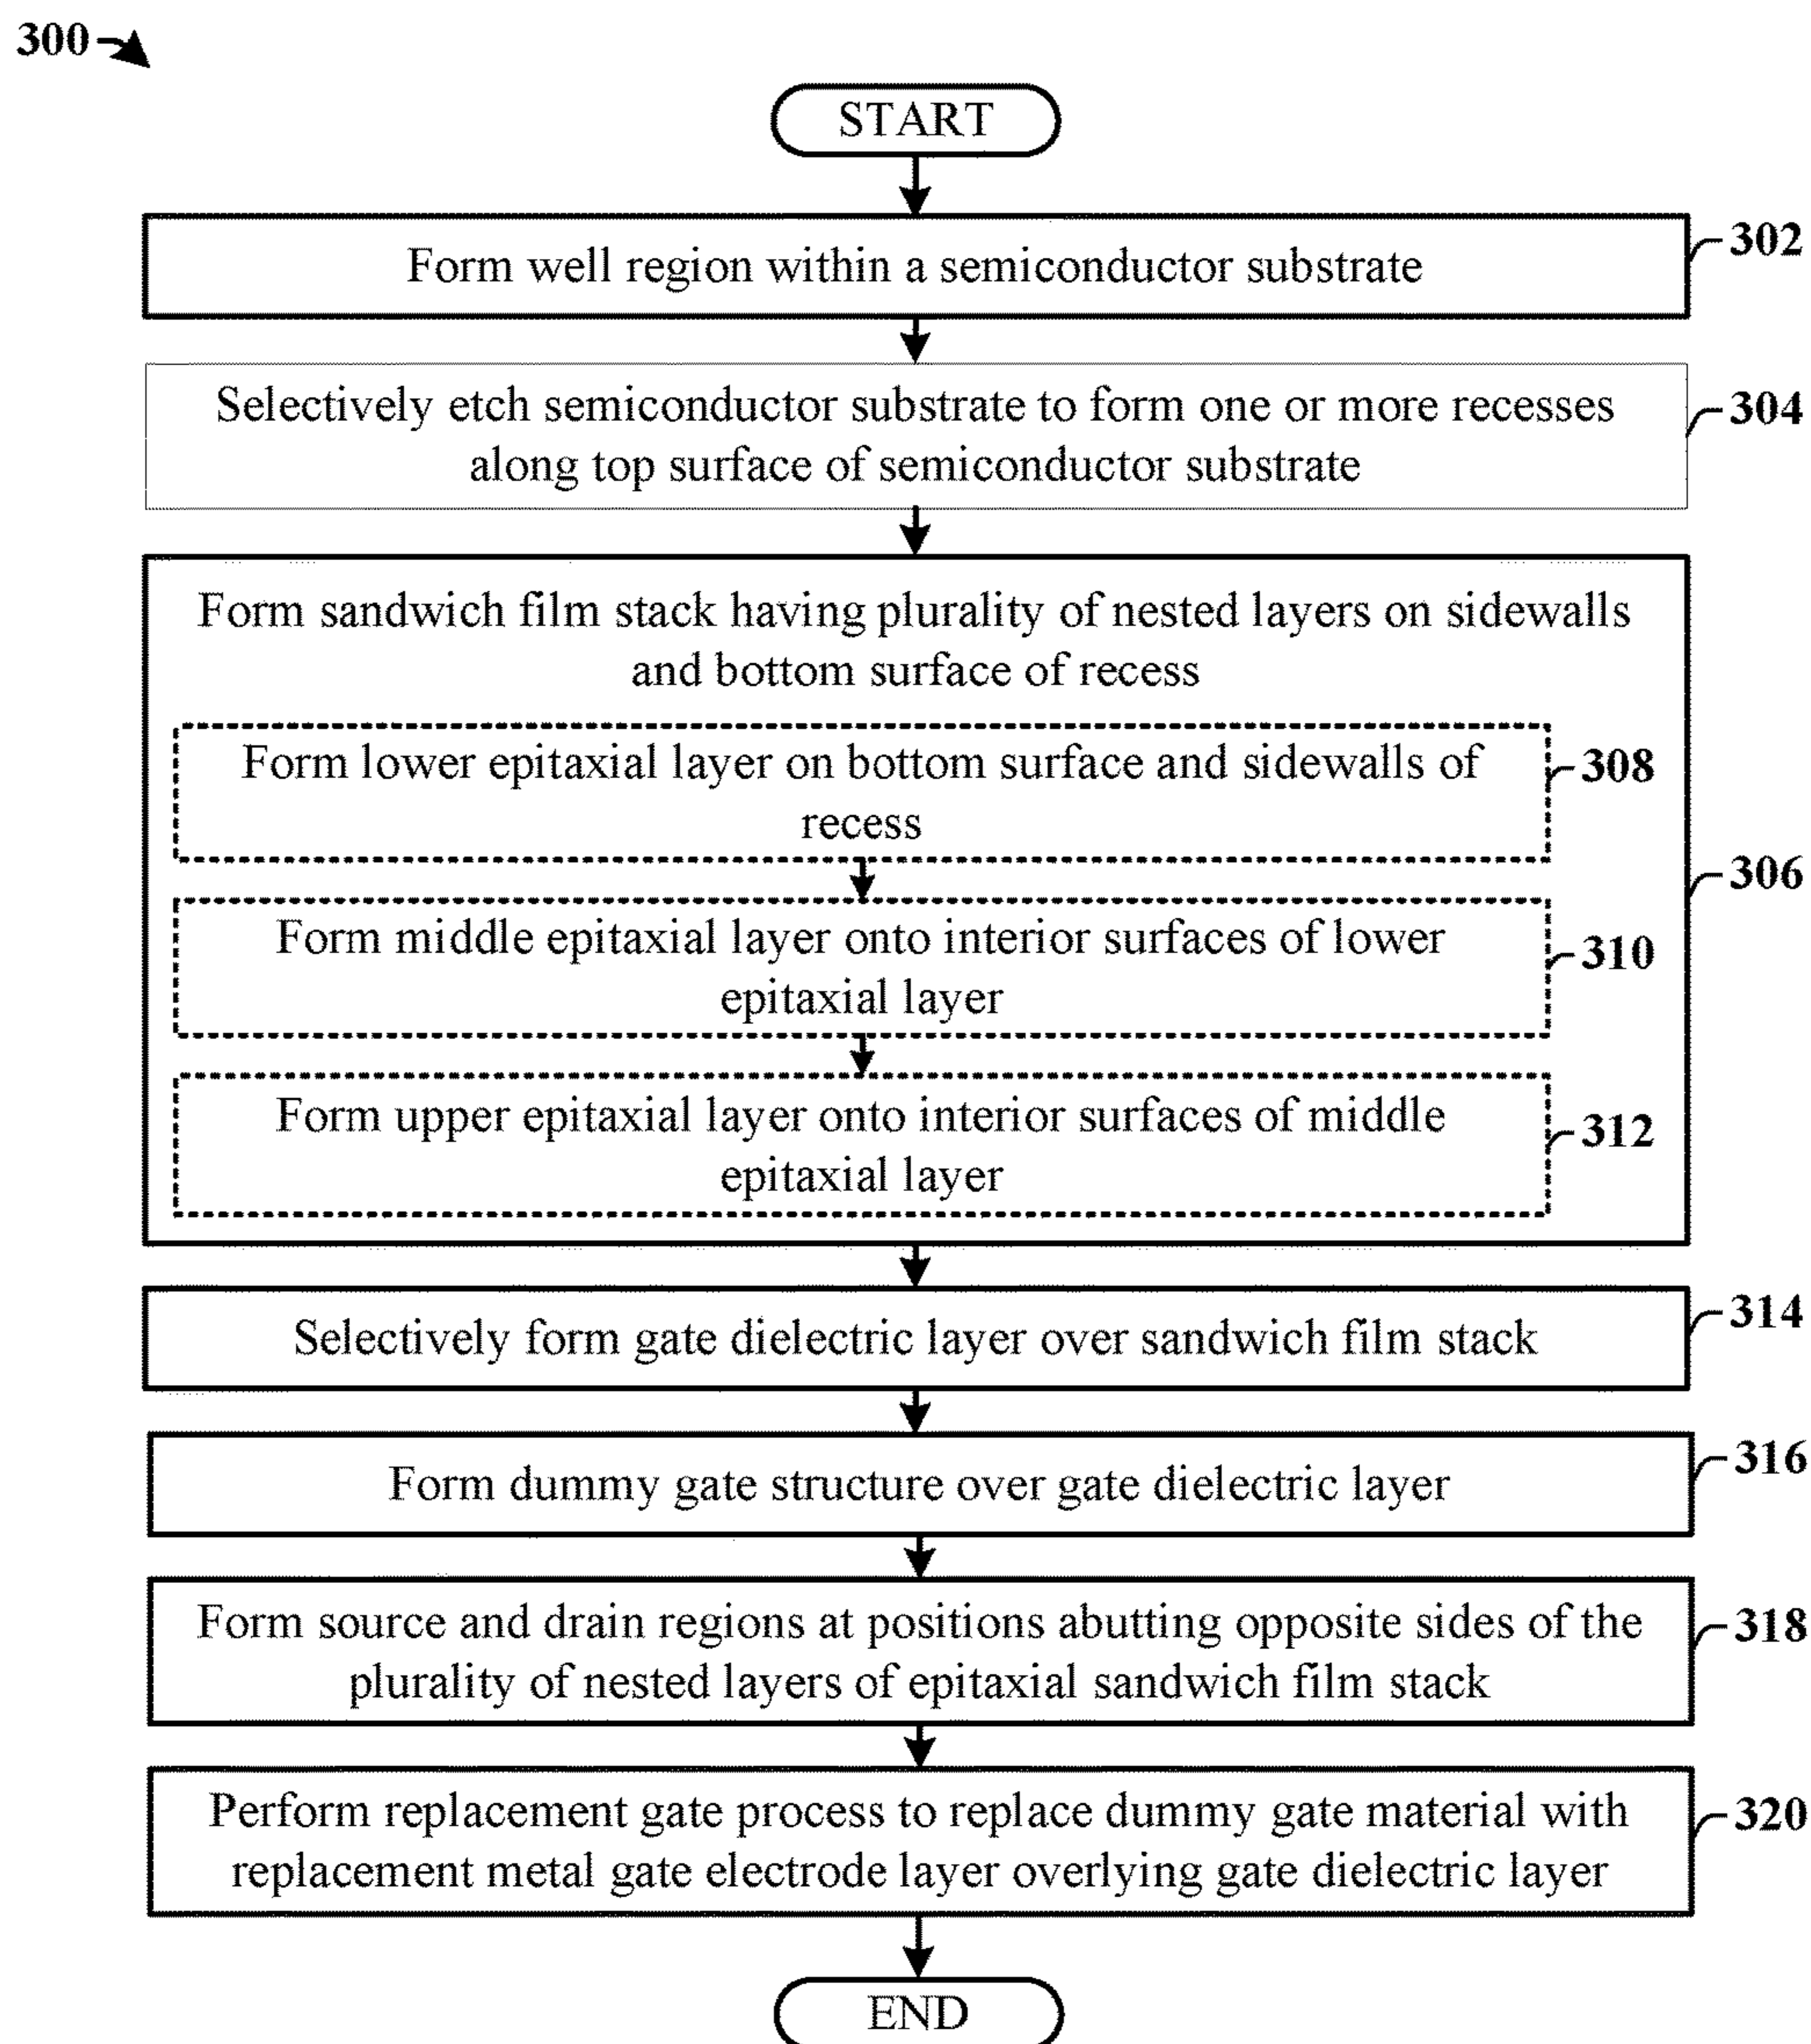 300
START
Form well region within a semiconductor substrate
302
Selectively etch semiconductor substrate to form one or more recesses
along top surface of semiconductor substrate
304
Form sandwich film stack having plurality of nested layers on sidewalls
and bottom surface of recess
306
Form lower epitaxial layer on bottom surface and sidewalls of
recess
308
Form middle epitaxial layer onto interior surfaces of lower
epitaxial layer
310
Form upper epitaxial layer onto interior surfaces of middle
epitaxial layer
312
Selectively form gate dielectric layer over sandwich film stack
314
Form dummy gate structure over gate dielectric layer
316
Form source and drain regions at positions abutting opposite sides of the
plurality of nested layers of epitaxial sandwich film stack
318
Perform replacement gate process to replace dummy gate material with
replacement metal gate electrode layer overlying gate dielectric layer
320
END